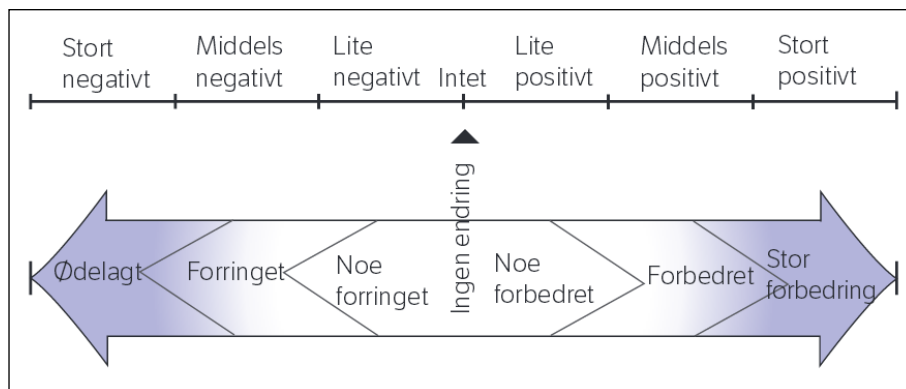 Stort
negativt
Middels
negativt
Lite
negativt
Intet
Lite
positivt
Middels
positivt
Stort
positivt
Ingen endring
Ødelagt
Forringet
Noe
forringet
Noe
forbedret
Forbedret
Stor
forbedring